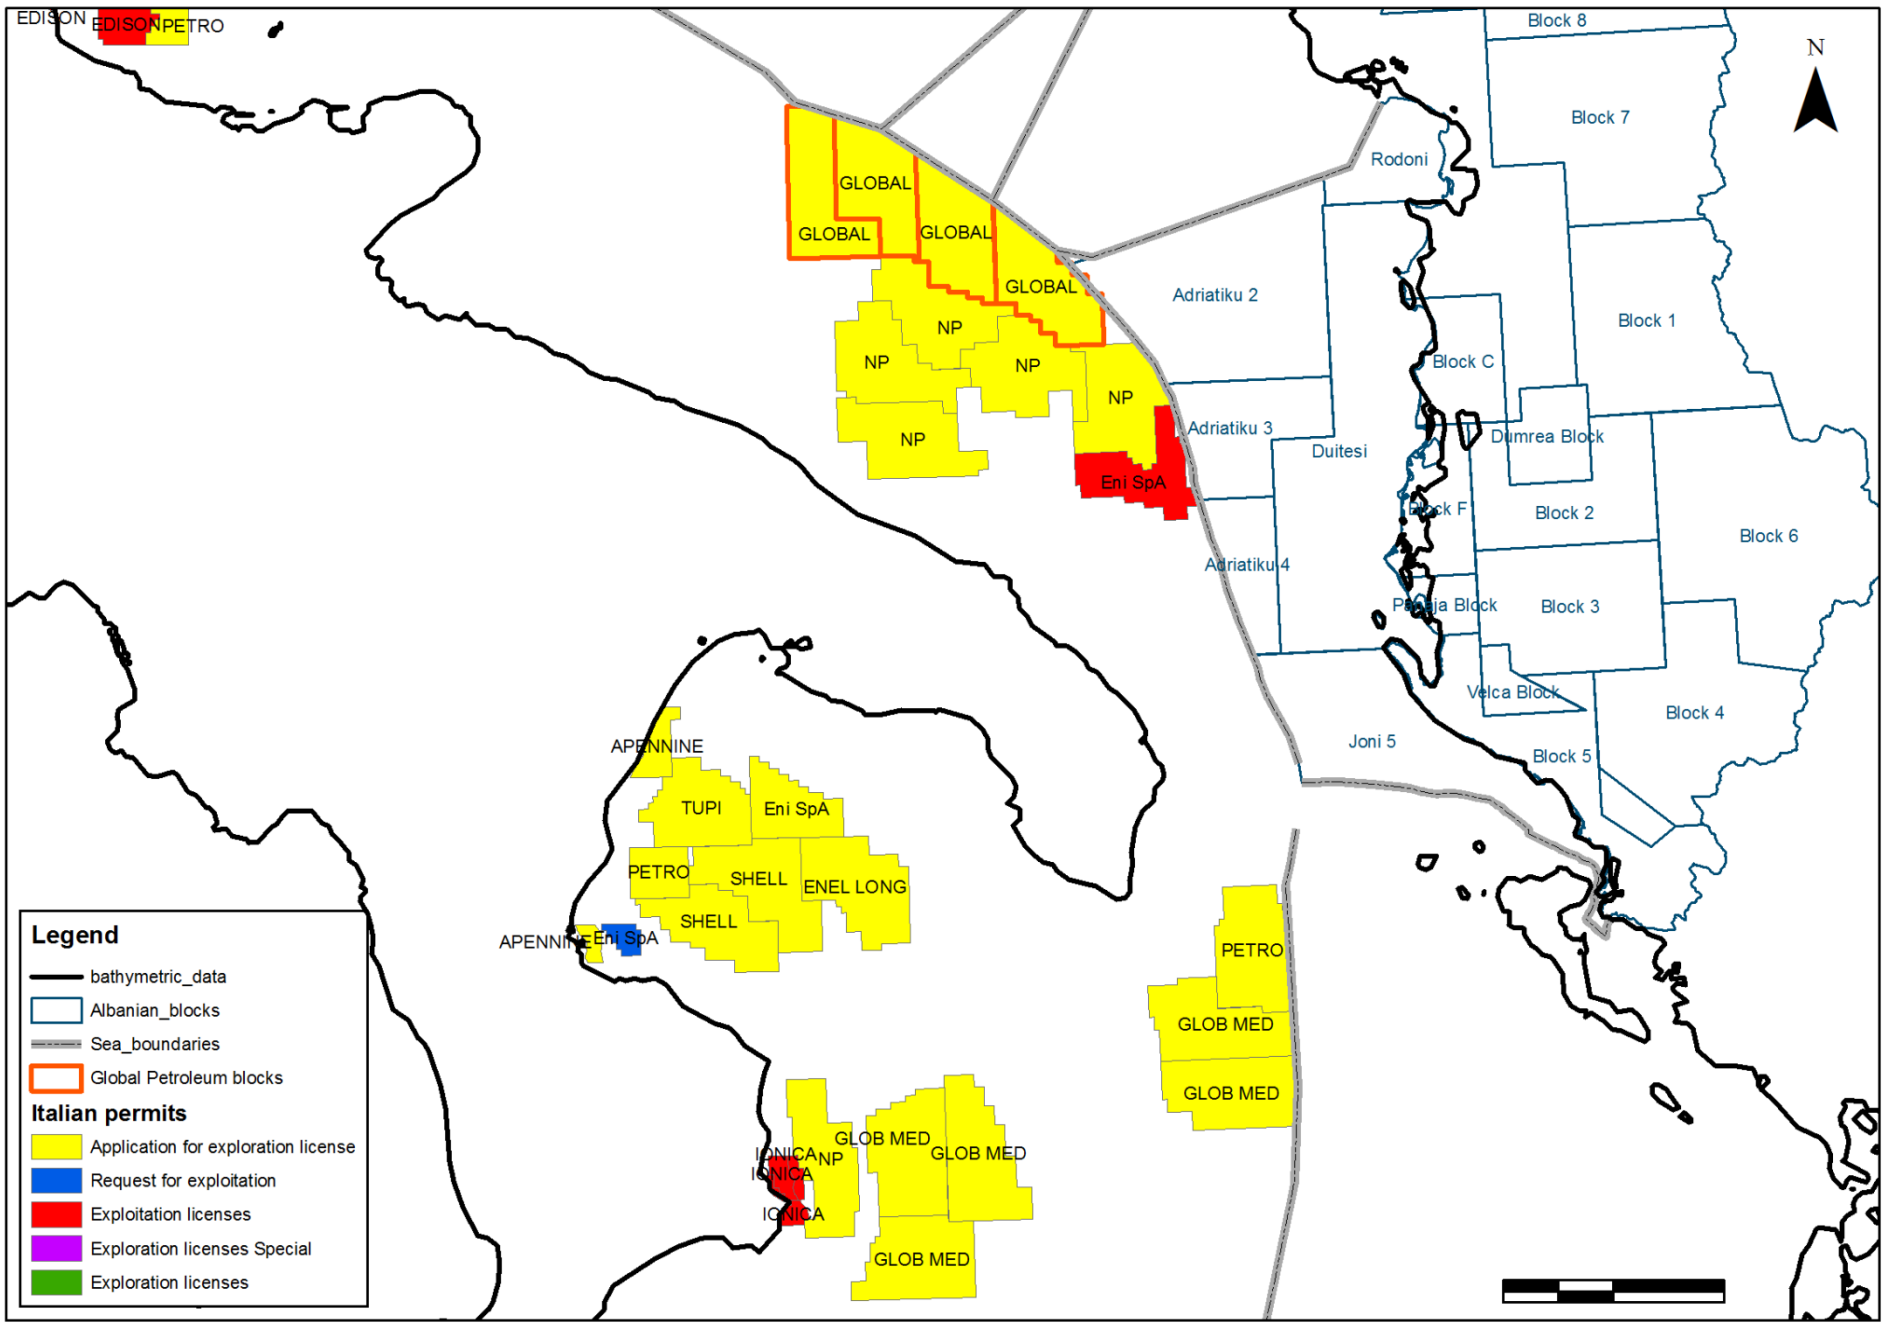 EDISON
EDISON
PETRO
Block 8
N
Block 7
Rodoni
GLOBAL
GLOBAL
GLOBAL
GLOBAL
Adriatiku 2
Block 1
NP
NP
NP
NP
NP
Block C
Adriatiku 3
Duitesi
Dumrea Block
Eni SpA
Block F
Block 2
Block 6
Adriatiku 4
Panaja Block
Block 3
Velca Block
Block 4
Joni 5
Block 5
APENNINE
TUPI
Eni SpA
PETRO
SHELL
ENEL LONG
SHELL
APENNINE
Eni SpA
PETRO
GLOB MED
GLOB MED
IONICA
IONICA
IONICA
NP
GLOB MED
GLOB MED
GLOB MED
Legend
bathymetric_data
Albanian_blocks
Sea_boundaries
Global Petroleum blocks
Italian permits
Application for exploration license
Request for exploitation
Exploitation licenses
Exploration licenses Special
Exploration licenses